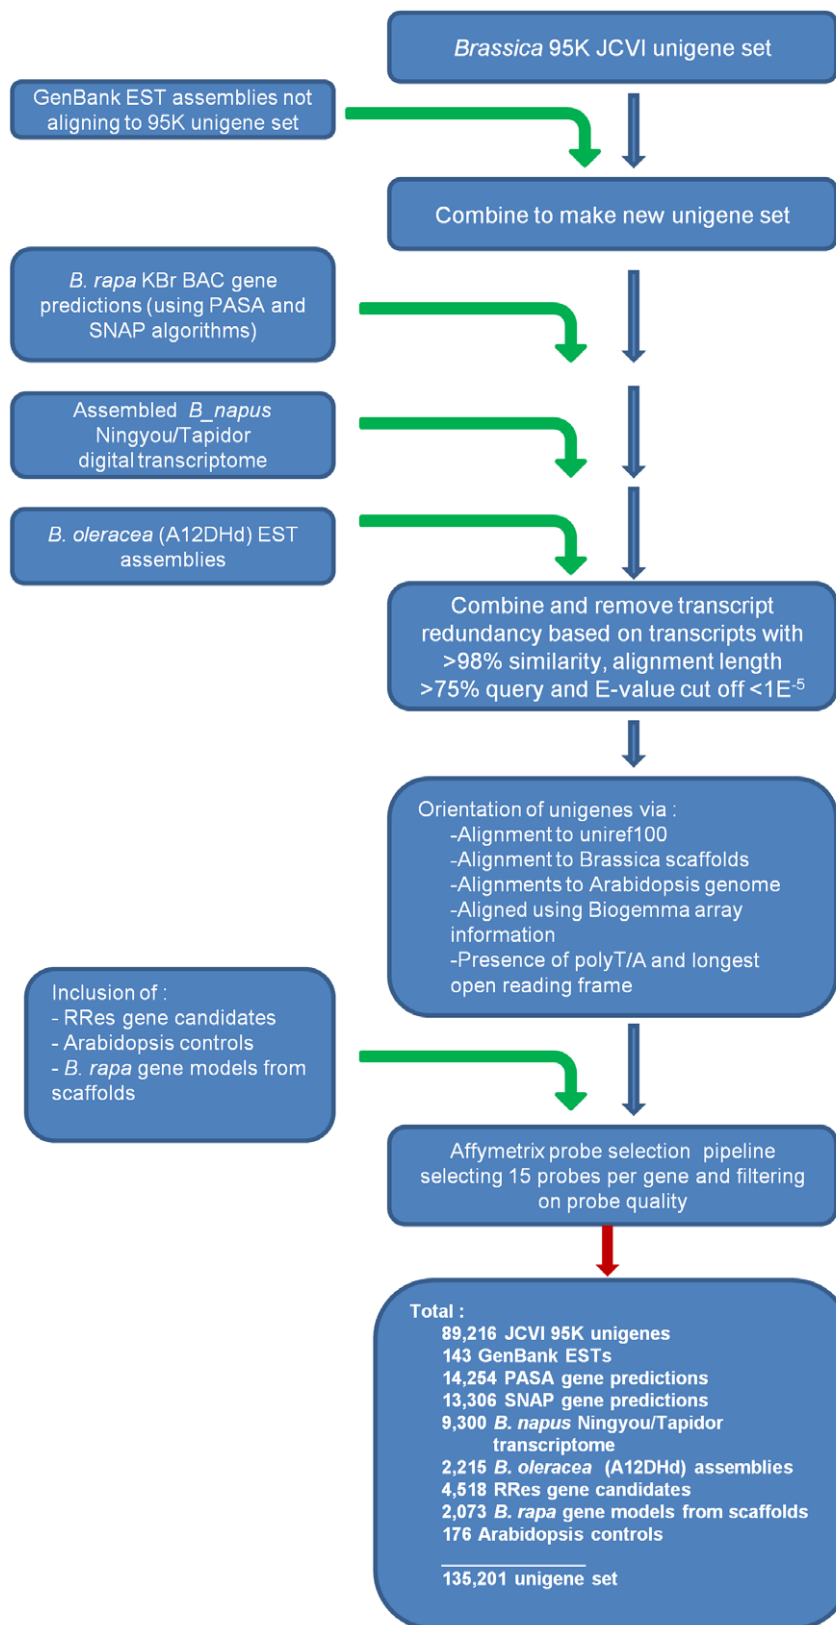 Brassica 95K JCVI unigene set
GenBank EST assemblies not
aligning to 95K unigene set
Combine to make new unigene set
B. rapa KBr BAC gene
predictions (using PASA and
SNAP algorithms)
Assembled B_napus
Ningyou/Tapidor
digital transcriptome
B. oleracea (A12DHd) EST
assemblies
Combine and remove transcript
redundancy based on transcripts with
>98% similarity, alignment length
>75% query and E-value cut off <1E-5
Orientation of unigenes via :
-Alignment to uniref100
-Alignment to Brassica scaffolds
-Alignments to Arabidopsis genome
-Aligned using Biogemma array
information
-Presence of polyT/A and longest
open reading frame
Inclusion of :
- RRes gene candidates
- Arabidopsis controls
- B. rapa gene models from
scaffolds
Affymetrix probe selection pipeline
selecting 15 probes per gene and filtering
on probe quality
Total :
89,216 JCVI 95K unigenes
143 GenBank ESTs
14,254 PASA gene predictions
13,306 SNAP gene predictions
9,300 B. napus Ningyou/Tapidor
transcriptome
2,215 B. oleracea (A12DHd) assemblies
4,518 RRes gene candidates
2,073 B. rapa gene models from scaffolds
176 Arabidopsis controls
135,201 unigene set